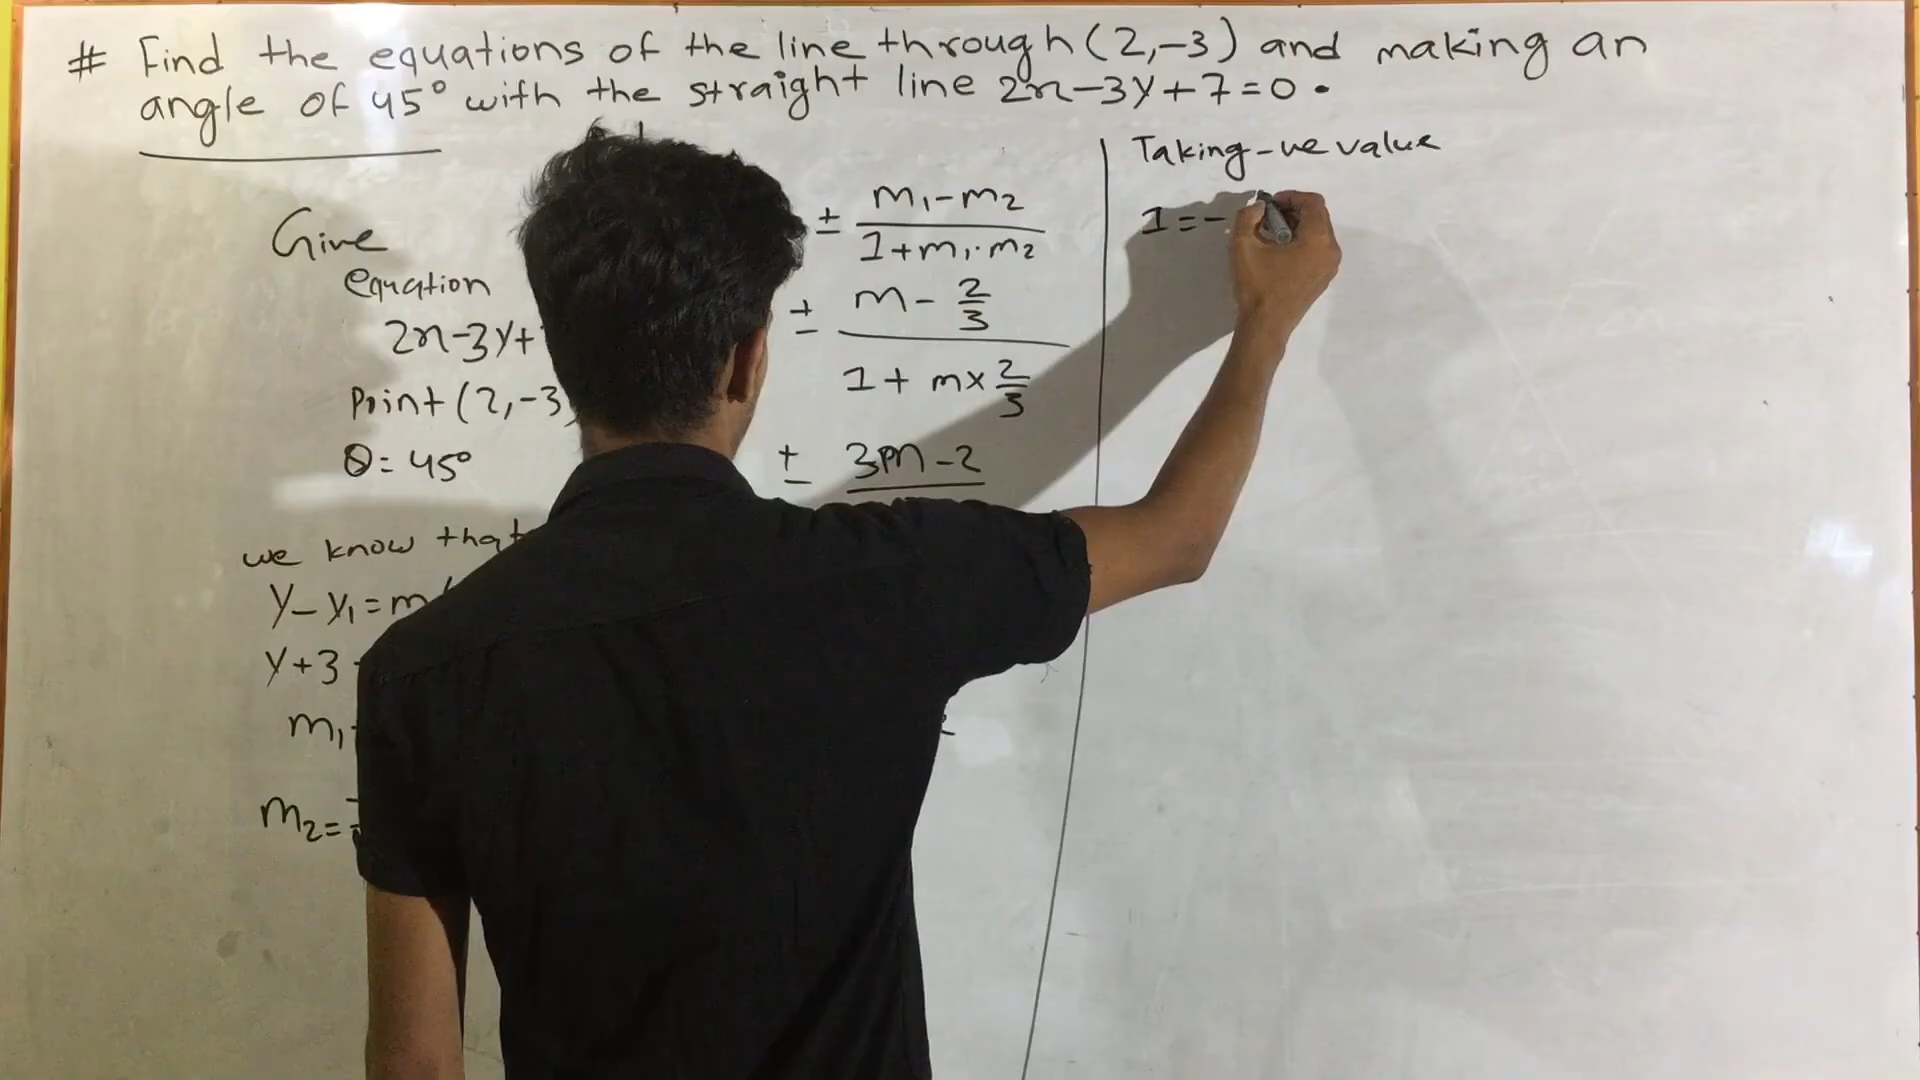 # Find the equations of the line through (2,-3) and making an
angle of 45° with the straight line 2x-3y+7=0.
Give
equation
2x-3y+
Point (2,-3
θ = 45°
we know that
y-y₁=m
y+3
m₁
m₂=
± m₁-m₂ / 1+m₁.m₂
± m - 2/3 / 1 + m× 2/3
± 3m-2
Taking -ve value
1=-